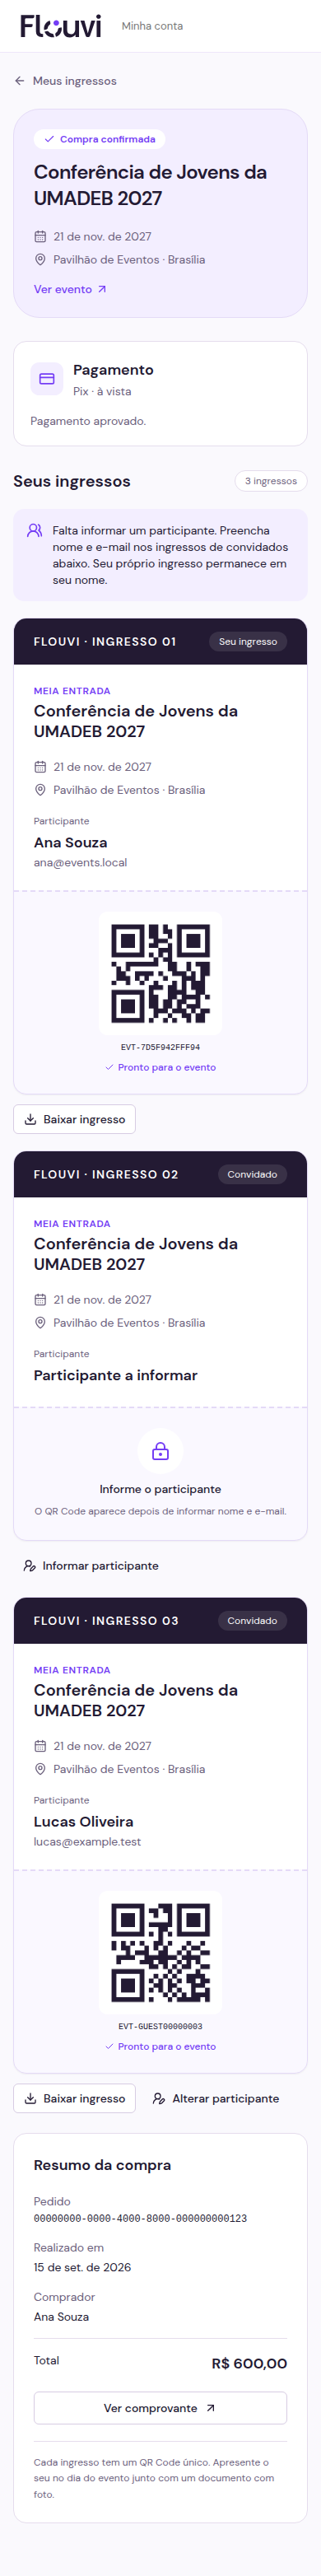 Flouvi Minha conta
Meus ingressos
Compra confirmada
Conferência de Jovens da
UMADEB 2027
21 de nov. de 2027
Pavilhão de Eventos · Brasília
Ver evento
Pagamento
Pix · à vista
Pagamento aprovado.
Seus ingressos 3 ingressos
Falta informar um participante. Preencha
nome e e-mail nos ingressos de convidados
abaixo. Seu próprio ingresso permanece em
seu nome.
FLOUVI · INGRESSO 01 Seu ingresso
MEIA ENTRADA
Conferência de Jovens da
UMADEB 2027
21 de nov. de 2027
Pavilhão de Eventos · Brasília
Participante
Ana Souza
ana@events.local
EVT-7D5F942FFF94
Pronto para o evento
Baixar ingresso
FLOUVI · INGRESSO 02 Convidado
MEIA ENTRADA
Conferência de Jovens da
UMADEB 2027
21 de nov. de 2027
Pavilhão de Eventos · Brasília
Participante
Participante a informar
Informe o participante
O QR Code aparece depois de informar nome e e-mail.
Informar participante
FLOUVI · INGRESSO 03 Convidado
MEIA ENTRADA
Conferência de Jovens da
UMADEB 2027
21 de nov. de 2027
Pavilhão de Eventos · Brasília
Participante
Lucas Oliveira
lucas@example.test
EVT-GUEST00000003
Pronto para o evento
Baixar ingresso Alterar participante
Resumo da compra
Pedido
00000000-0000-4000-8000-000000000123
Realizado em
15 de set. de 2026
Comprador
Ana Souza
Total R$ 600,00
Ver comprovante
Cada ingresso tem um QR Code único. Apresente o
seu no dia do evento junto com um documento com
foto.